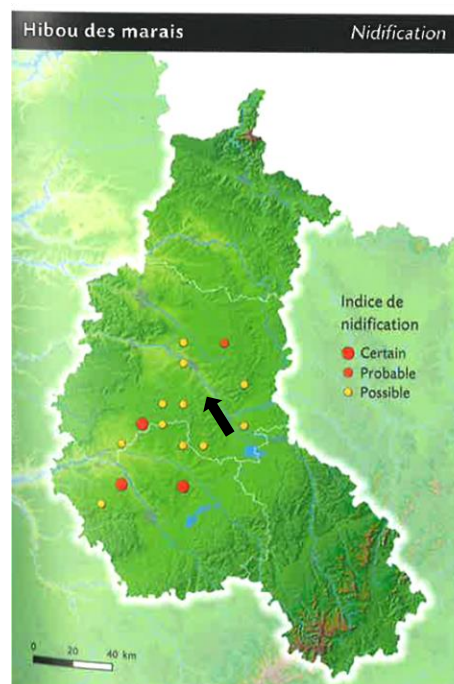 Hibou des marais Nidification
Indice de
nidification
Certain
Probable
Possible
0 20 40 km